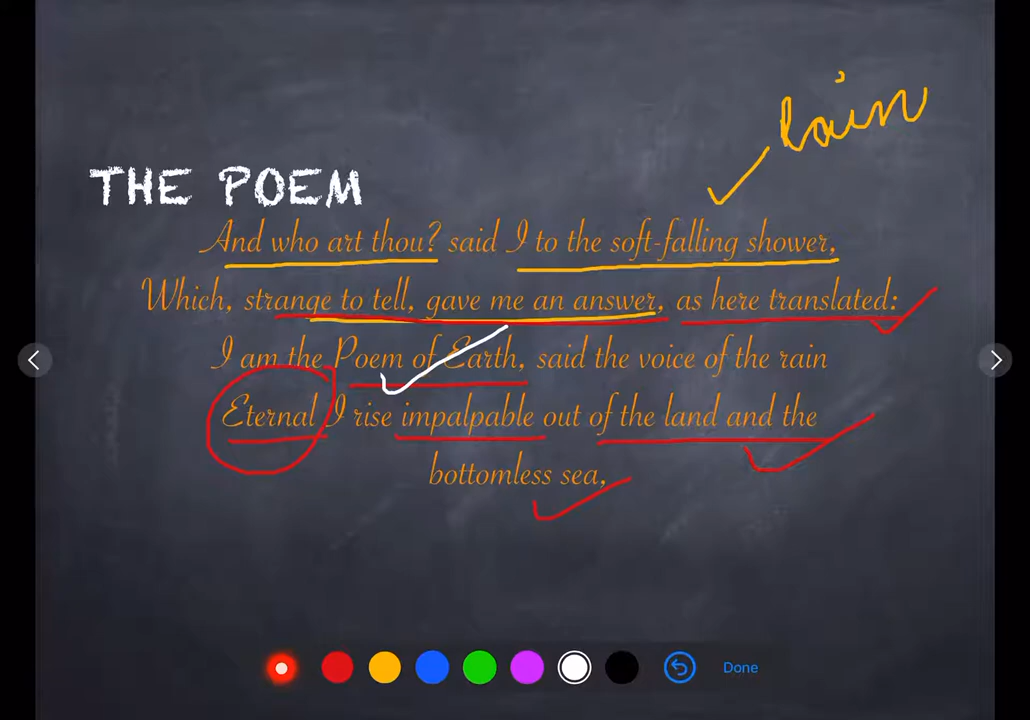 rain
THE POEM
And who art thou? said I to the soft-falling shower,
Which, strange to tell, gave me an answer, as here translated:
I am the Poem of Earth, said the voice of the rain
Eternal I rise impalpable out of the land and the
bottomless sea,
Done